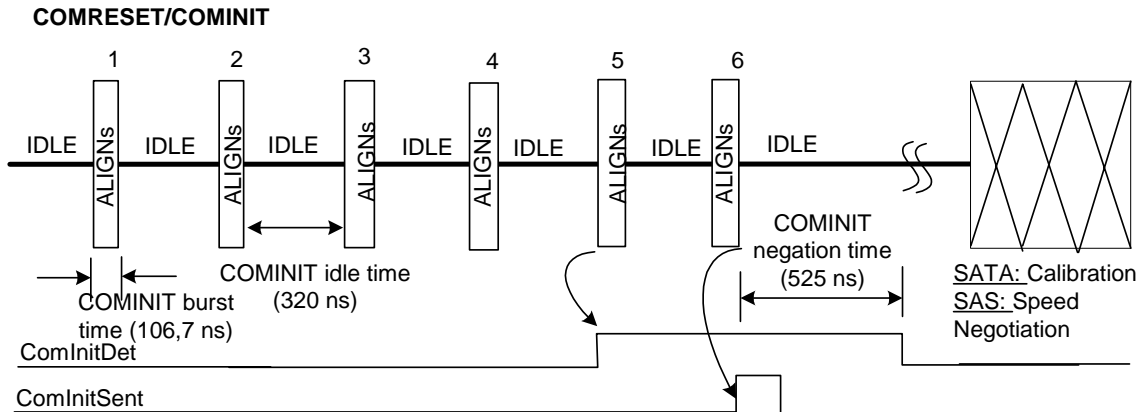 COMRESET/COMINIT
1 2 3 4 5 6
IDLE ALIGNs IDLE ALIGNs IDLE ALIGNs IDLE ALIGNs IDLE ALIGNs IDLE ALIGNs IDLE
COMINIT burst
time (106,7 ns)
COMINIT idle time
(320 ns)
COMINIT
negation time
(525 ns)
SATA: Calibration
SAS: Speed
Negotiation
ComInitDet
ComInitSent